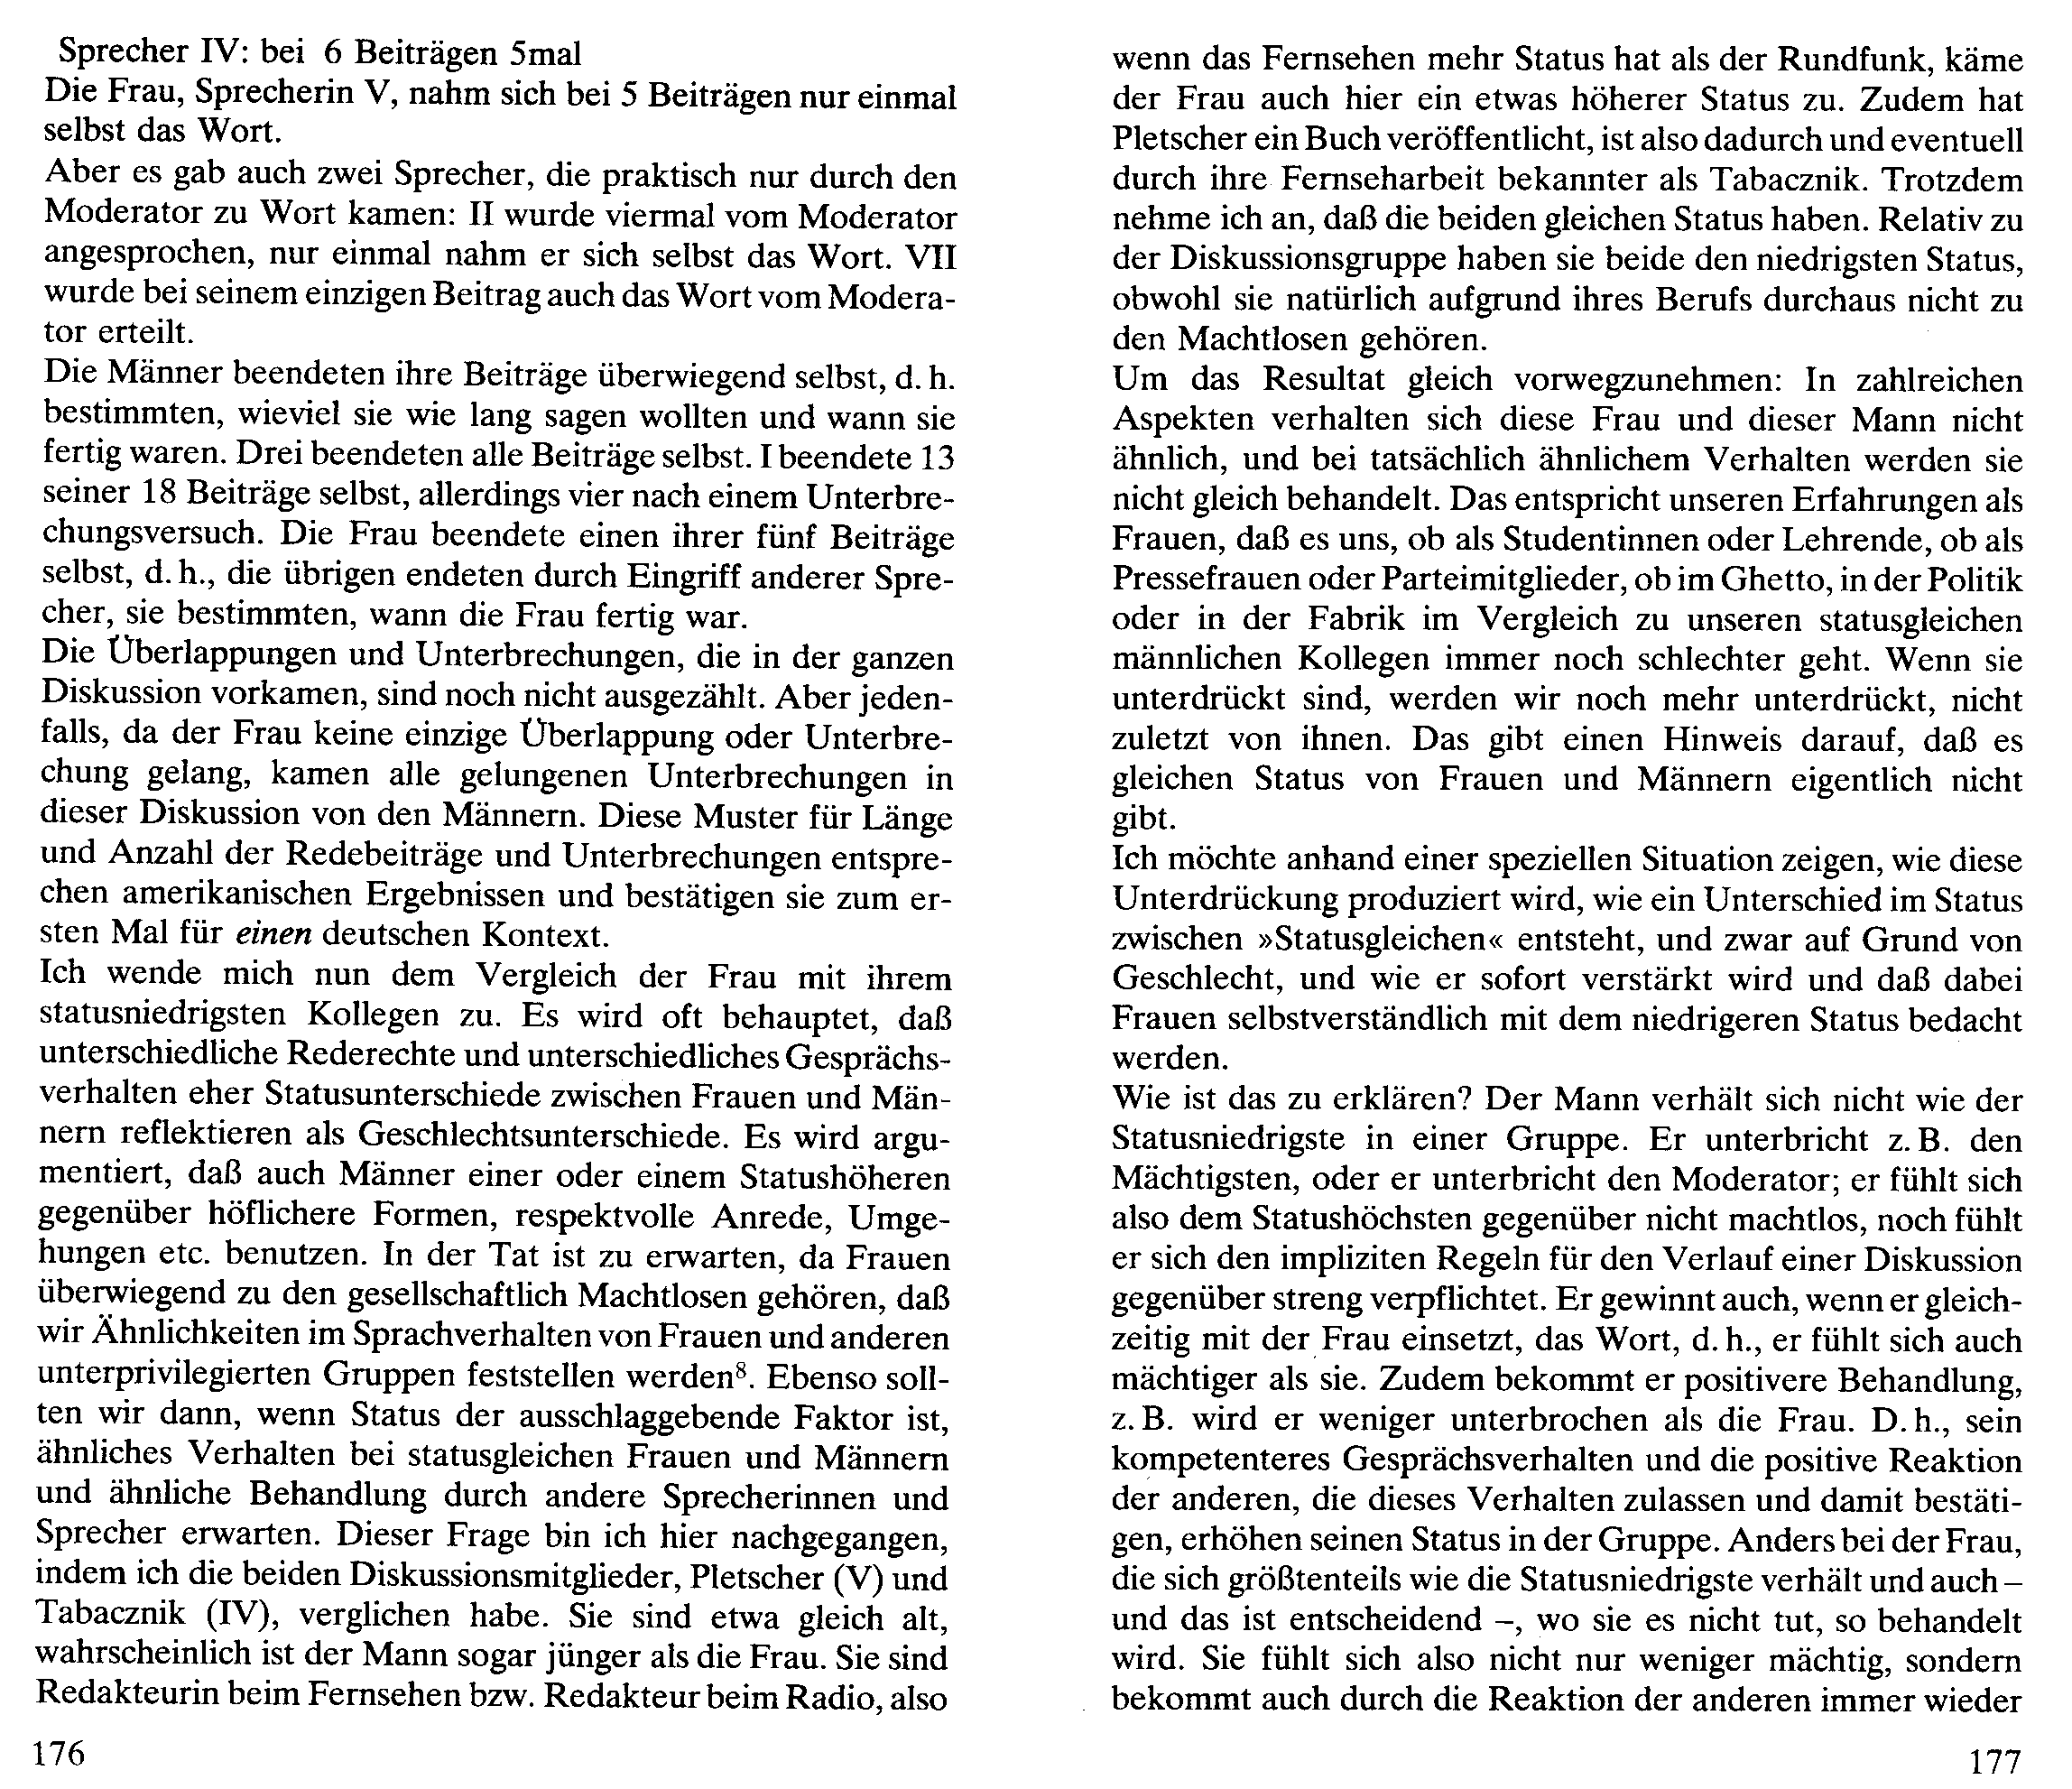 Sprecher IV: bei 6 Beiträgen 5mal
Die Frau, Sprecherin V, nahm sich bei 5 Beiträgen nur einmal
selbst das Wort.
Aber es gab auch zwei Sprecher, die praktisch nur durch den
Moderator zu Wort kamen: II wurde viermal vom Moderator
angesprochen, nur einmal nahm er sich selbst das Wort. VII
wurde bei seinem einzigen Beitrag auch das Wort vom Modera-
tor erteilt.
Die Männer beendeten ihre Beiträge überwiegend selbst, d. h.
bestimmten, wieviel sie wie lang sagen wollten und wann sie
fertig waren. Drei beendeten alle Beiträge selbst. I beendete 13
seiner 18 Beiträge selbst, allerdings vier nach einem Unterbre-
chungsversuch. Die Frau beendete einen ihrer fünf Beiträge
selbst, d. h., die übrigen endeten durch Eingriff anderer Spre-
cher, sie bestimmten, wann die Frau fertig war.
Die Überlappungen und Unterbrechungen, die in der ganzen
Diskussion vorkamen, sind noch nicht ausgezählt. Aber jeden-
falls, da der Frau keine einzige Überlappung oder Unterbre-
chung gelang, kamen alle gelungenen Unterbrechungen in
dieser Diskussion von den Männern. Diese Muster für Länge
und Anzahl der Redebeiträge und Unterbrechungen entspre-
chen amerikanischen Ergebnissen und bestätigen sie zum er-
sten Mal für einen deutschen Kontext.
Ich wende mich nun dem Vergleich der Frau mit ihrem
statusniedrigsten Kollegen zu. Es wird oft behauptet, daß
unterschiedliche Rederechte und unterschiedliches Gesprächs-
verhalten eher Statusunterschiede zwischen Frauen und Män-
nern reflektieren als Geschlechtsunterschiede. Es wird argu-
mentiert, daß auch Männer einer oder einem Statushöheren
gegenüber höflichere Formen, respektvolle Anrede, Umge-
hungen etc. benutzen. In der Tat ist zu erwarten, da Frauen
überwiegend zu den gesellschaftlich Machtlosen gehören, daß
wir Ähnlichkeiten im Sprachverhalten von Frauen und anderen
unterprivilegierten Gruppen feststellen werden⁸. Ebenso soll-
ten wir dann, wenn Status der ausschlaggebende Faktor ist,
ähnliches Verhalten bei statusgleichen Frauen und Männern
und ähnliche Behandlung durch andere Sprecherinnen und
Sprecher erwarten. Dieser Frage bin ich hier nachgegangen,
indem ich die beiden Diskussionsmitglieder, Pletscher (V) und
Tabacznik (IV), verglichen habe. Sie sind etwa gleich alt,
wahrscheinlich ist der Mann sogar jünger als die Frau. Sie sind
Redakteurin beim Fernsehen bzw. Redakteur beim Radio, also
176
wenn das Fernsehen mehr Status hat als der Rundfunk, käme
der Frau auch hier ein etwas höherer Status zu. Zudem hat
Pletscher ein Buch veröffentlicht, ist also dadurch und eventuell
durch ihre Fernseharbeit bekannter als Tabacznik. Trotzdem
nehme ich an, daß die beiden gleichen Status haben. Relativ zu
der Diskussionsgruppe haben sie beide den niedrigsten Status,
obwohl sie natürlich aufgrund ihres Berufs durchaus nicht zu
den Machtlosen gehören.
Um das Resultat gleich vorwegzunehmen: In zahlreichen
Aspekten verhalten sich diese Frau und dieser Mann nicht
ähnlich, und bei tatsächlich ähnlichem Verhalten werden sie
nicht gleich behandelt. Das entspricht unseren Erfahrungen als
Frauen, daß es uns, ob als Studentinnen oder Lehrende, ob als
Pressefrauen oder Parteimitglieder, ob im Ghetto, in der Politik
oder in der Fabrik im Vergleich zu unseren statusgleichen
männlichen Kollegen immer noch schlechter geht. Wenn sie
unterdrückt sind, werden wir noch mehr unterdrückt, nicht
zuletzt von ihnen. Das gibt einen Hinweis darauf, daß es
gleichen Status von Frauen und Männern eigentlich nicht
gibt.
Ich möchte anhand einer speziellen Situation zeigen, wie diese
Unterdrückung produziert wird, wie ein Unterschied im Status
zwischen »Statusgleichen« entsteht, und zwar auf Grund von
Geschlecht, und wie er sofort verstärkt wird und daß dabei
Frauen selbstverständlich mit dem niedrigeren Status bedacht
werden.
Wie ist das zu erklären? Der Mann verhält sich nicht wie der
Statusniedrigste in einer Gruppe. Er unterbricht z. B. den
Mächtigsten, oder er unterbricht den Moderator; er fühlt sich
also dem Statushöchsten gegenüber nicht machtlos, noch fühlt
er sich den impliziten Regeln für den Verlauf einer Diskussion
gegenüber streng verpflichtet. Er gewinnt auch, wenn er gleich-
zeitig mit der Frau einsetzt, das Wort, d. h., er fühlt sich auch
mächtiger als sie. Zudem bekommt er positivere Behandlung,
z. B. wird er weniger unterbrochen als die Frau. D. h., sein
kompetenteres Gesprächsverhalten und die positive Reaktion
der anderen, die dieses Verhalten zulassen und damit bestäti-
gen, erhöhen seinen Status in der Gruppe. Anders bei der Frau,
die sich größtenteils wie die Statusniedrigste verhält und auch –
und das ist entscheidend –, wo sie es nicht tut, so behandelt
wird. Sie fühlt sich also nicht nur weniger mächtig, sondern
bekommt auch durch die Reaktion der anderen immer wieder
177